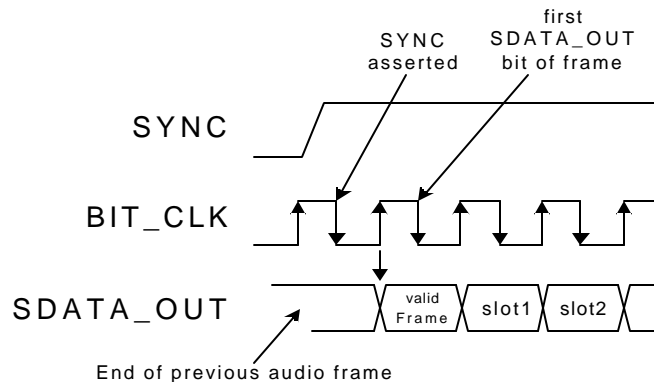 first
SYNC
asserted
SDATA_OUT
bit of frame
SYNC
BIT_CLK
SDATA_OUT
valid
Frame
slot1
slot2
End of previous audio frame